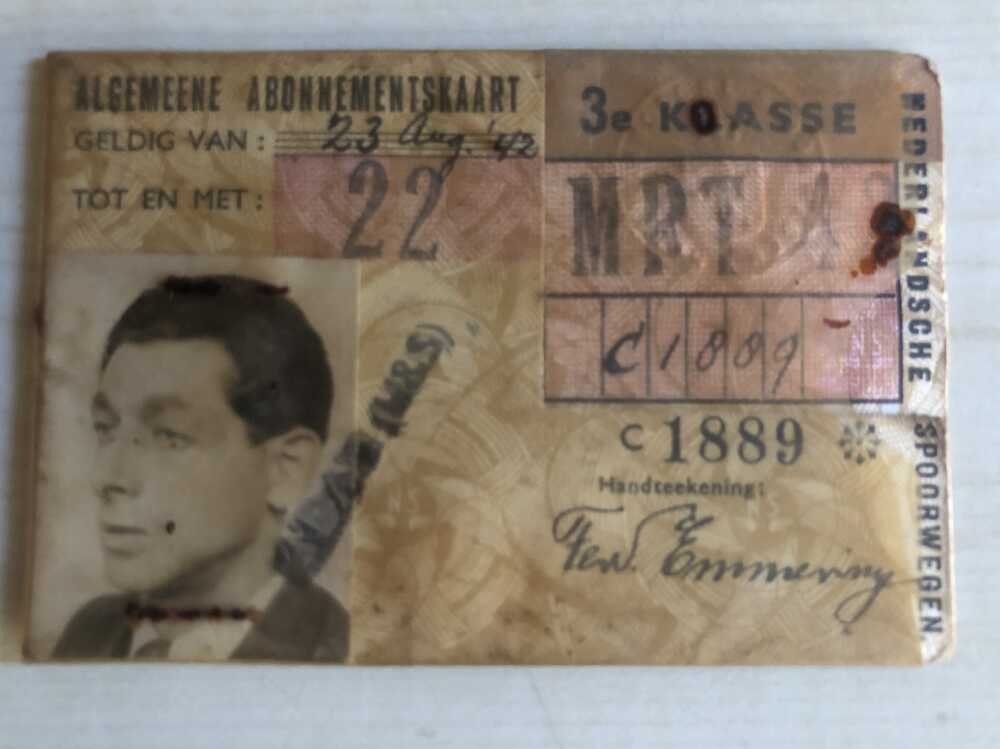 ALGEMEENE ABONNEMENTSKAART
GELDIG VAN : 23 Aug. '42
TOT EN MET : 22
3e KLASSE
MRT
C1889
C 1889
Handteekening:
Ferd. Emmering
NEDERLANDSCHE SPOORWEGEN